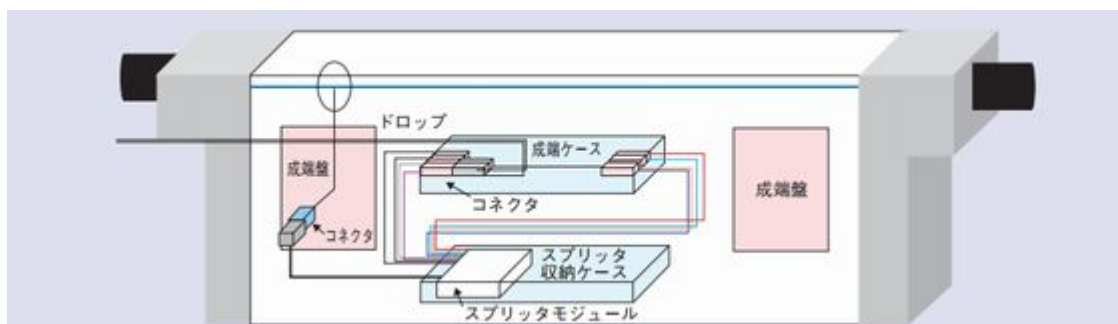 ドロップ
成端盤
成端ケース
コネクタ
成端盤
コネクタ
スプリッタ
収納ケース
スプリッタモジュール